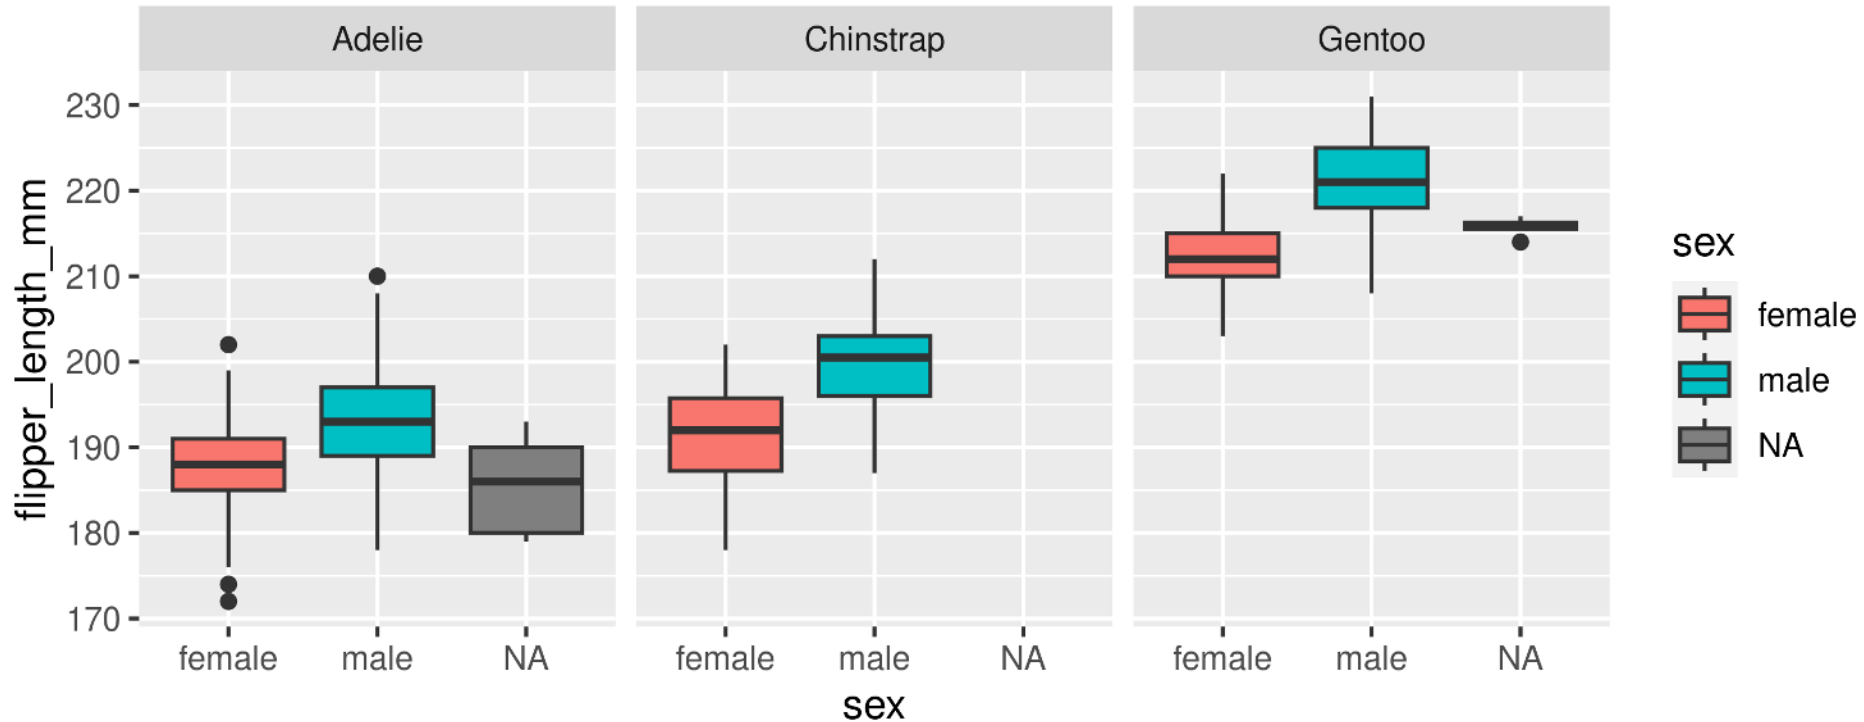 Adelie
Chinstrap
Gentoo
flipper_length_mm
230
220
210
200
190
180
170
female
male
NA
female
male
NA
female
male
NA
sex
sex
female
male
NA